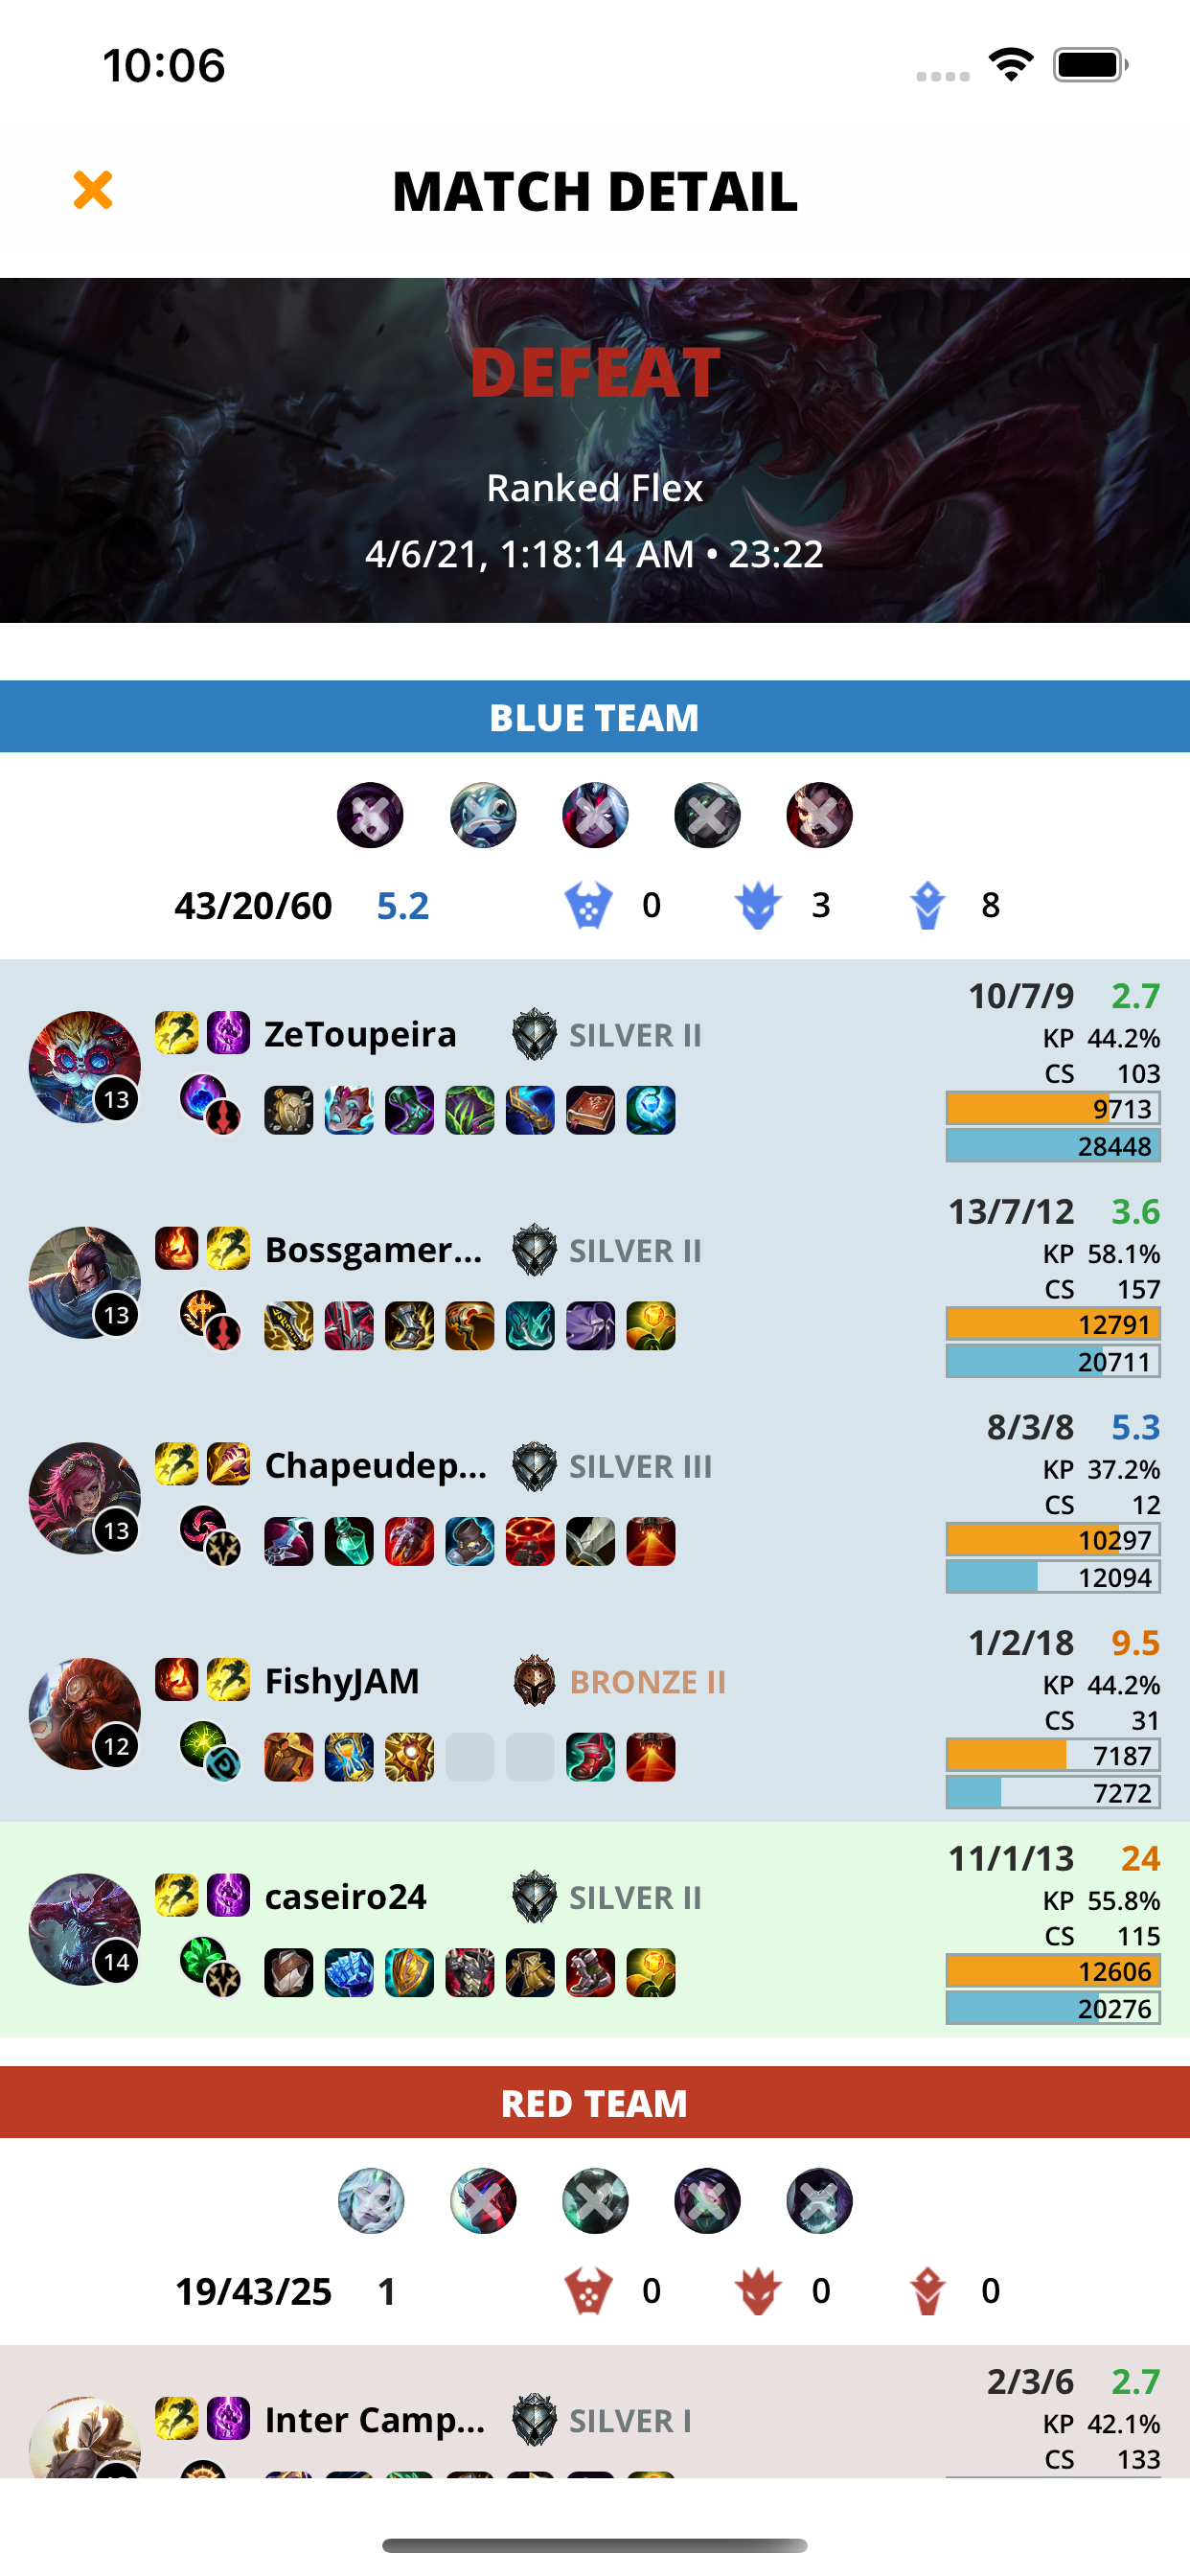 10:06
MATCH DETAIL
DEFEAT
Ranked Flex
4/6/21, 1:18:14 AM • 23:22
BLUE TEAM
43/20/60 5.2 0 3 8
10/7/9 2.7
ZeToupeira SILVER II
KP 44.2%
CS 103
13
9713
28448
13/7/12 3.6
Bossgamer... SILVER II
KP 58.1%
CS 157
13
12791
20711
8/3/8 5.3
Chapeudep... SILVER III
KP 37.2%
CS 12
13
10297
12094
1/2/18 9.5
FishyJAM BRONZE II
KP 44.2%
CS 31
12
7187
7272
11/1/13 24
caseiro24 SILVER II
KP 55.8%
CS 115
14
12606
20276
RED TEAM
19/43/25 1 0 0 0
2/3/6 2.7
Inter Camp... SILVER I
KP 42.1%
CS 133